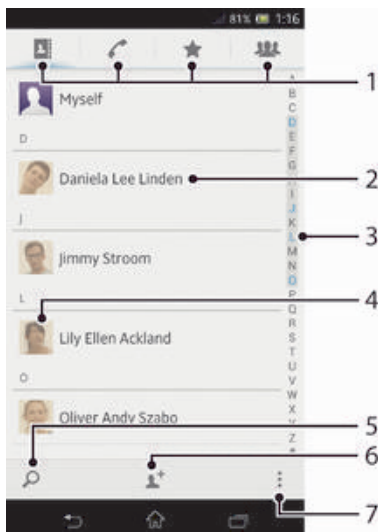 81% 1:16
1
Myself
A
B
C
D
D
E
F
G
Daniela Lee Linden
2
I
J
J
K
3
L
Jimmy Stroom
M
N
O
4
L
P
Q
R
Lily Ellen Ackland
S
T
U
O
V
W
X
Oliver Andy Szabo
Y
Z
#
5
6
7